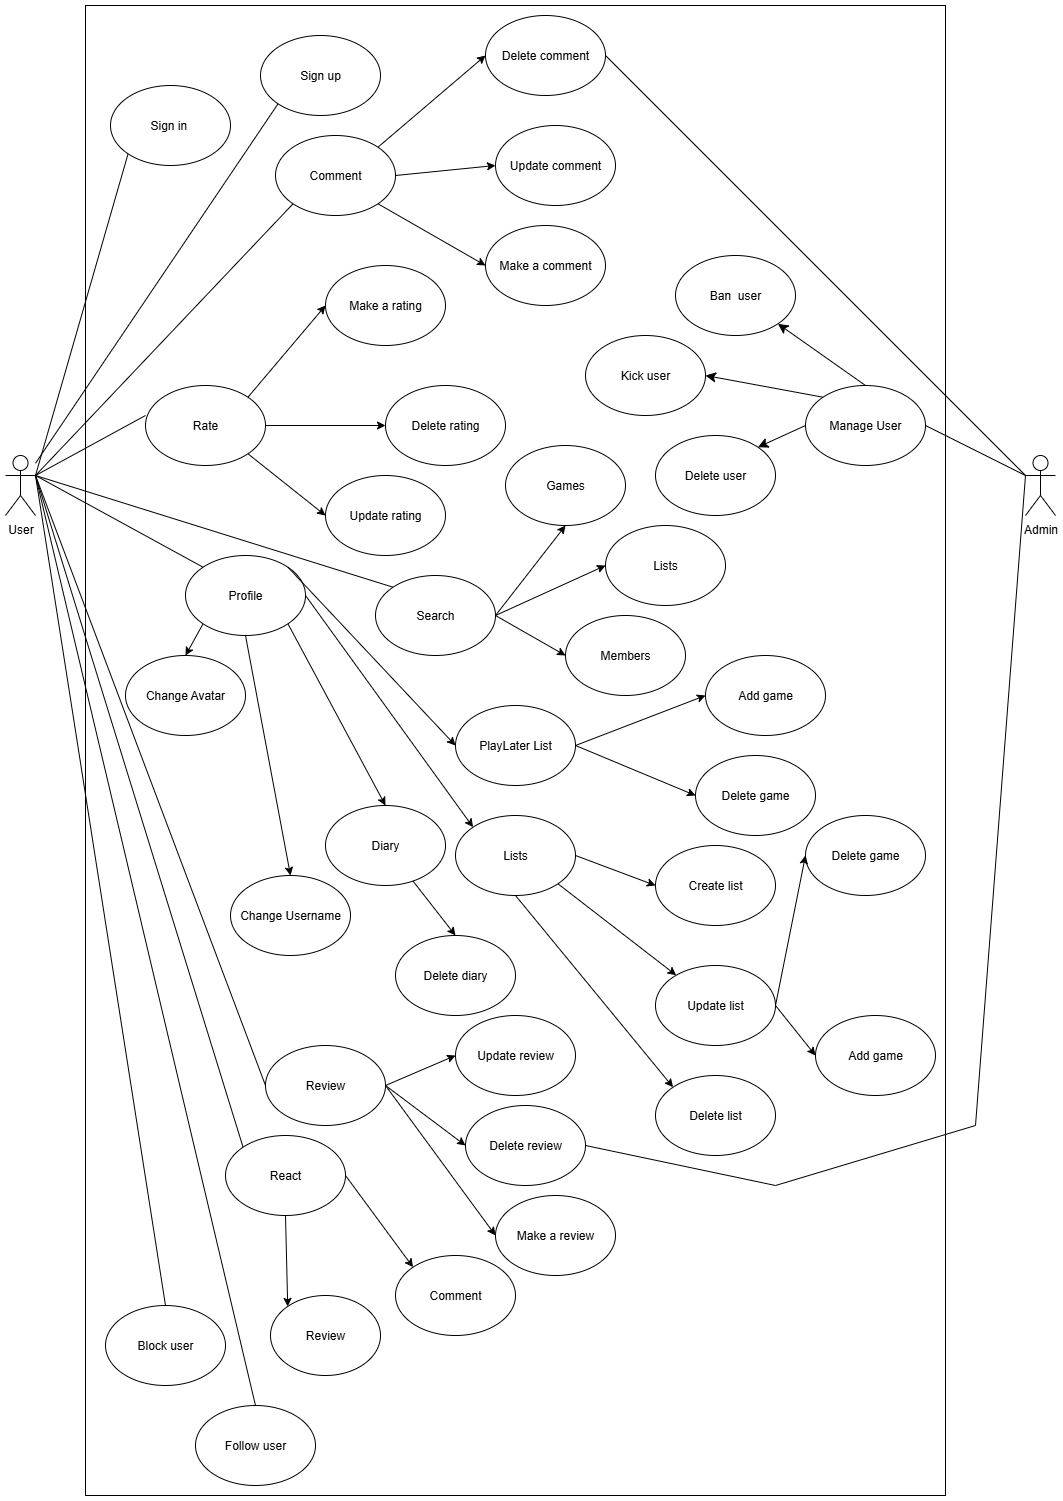 Delete comment
Sign up
Sign in
Update comment
Comment
Make a comment
Ban  user
Make a rating
Kick user
Rate
Delete rating
Manage User
Delete user
Games
Update rating
User
Admin
Lists
Profile
Search
Members
Change Avatar
Add game
PlayLater List
Delete game
Diary
Lists
Delete game
Create list
Change Username
Delete diary
Update list
Update review
Add game
Review
Delete list
Delete review
React
Make a review
Comment
Review
Block user
Follow user